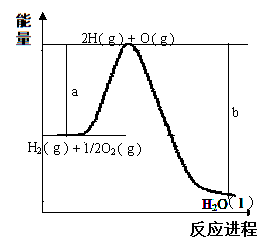 能
量
2H(g)+O(g)
a
b
H₂(g)+1/2O₂(g)
H₂O(l)
反应进程